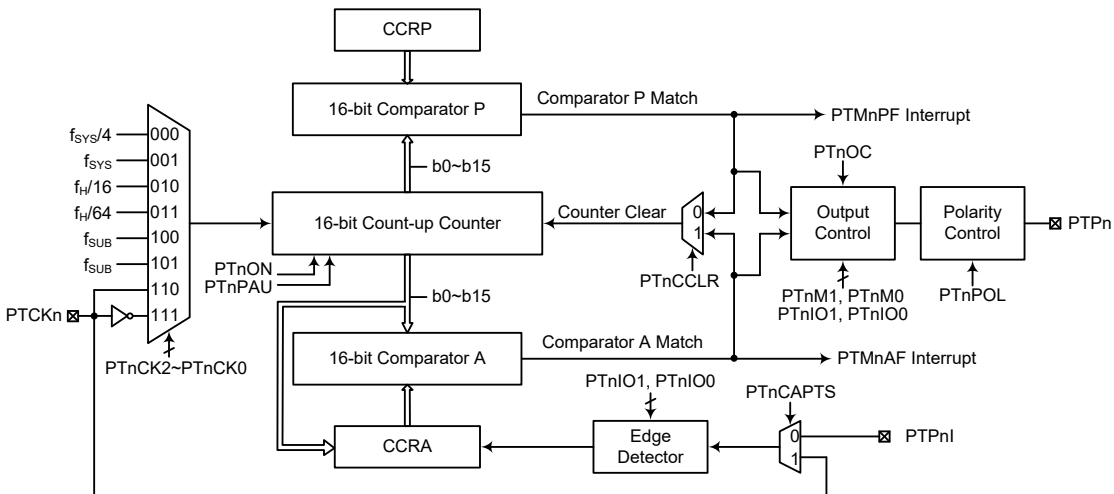 CCRP
16-bit Comparator P
Comparator P Match
PTMnPF Interrupt
b0~b15
fSYS/4
000
fSYS
001
fH/16
010
fH/64
011
fSUB
100
fSUB
101
110
111
PTCKn
PTnCK2~PTnCK0
16-bit Count-up Counter
PTnON
PTnPAU
Counter Clear
0
1
PTnCCLR
PTnOC
Output
Control
PTnM1, PTnM0
PTnIO1, PTnIO0
Polarity
Control
PTnPOL
PTPn
b0~b15
16-bit Comparator A
Comparator A Match
PTMnAF Interrupt
CCRA
PTnIO1, PTnIO0
Edge
Detector
PTnCAPTS
0
1
PTPnI